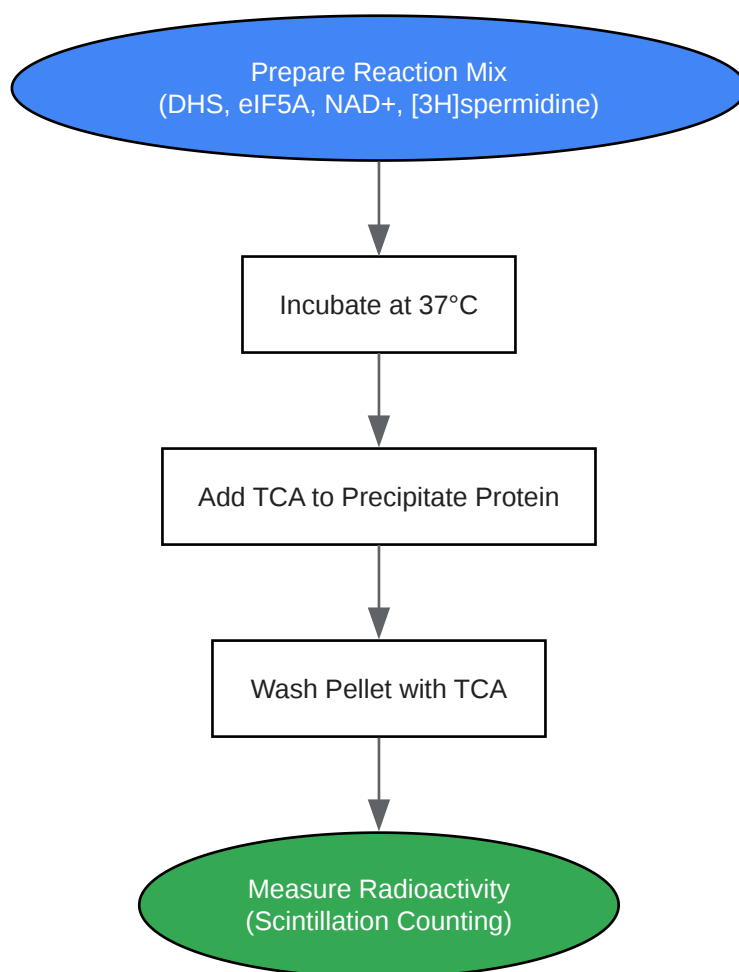 Prepare Reaction Mix
(DHS, eIF5A, NAD+, [3H]spermidine)
Incubate at 37°C
Add TCA to Precipitate Protein
Wash Pellet with TCA
Measure Radioactivity
(Scintillation Counting)